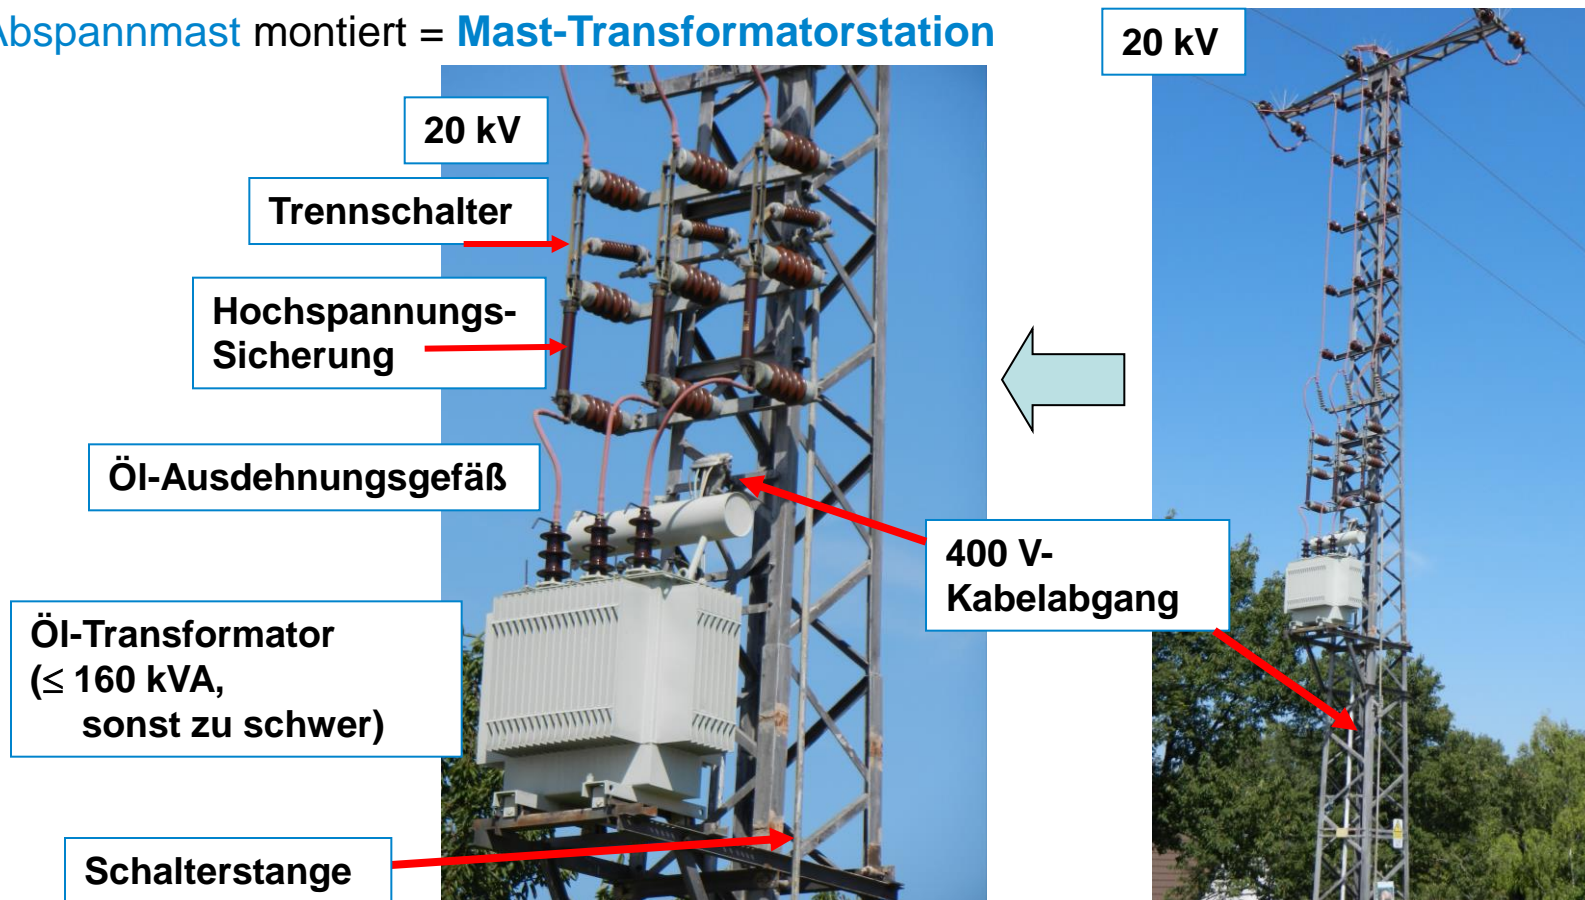 Abspannmast montiert = Mast-Transformatorstation
20 kV
20 kV
Trennschalter
Hochspannungs-
Sicherung
Öl-Ausdehnungsgefäß
400 V-
Kabelabgang
Öl-Transformator
(≤ 160 kVA,
sonst zu schwer)
Schalterstange